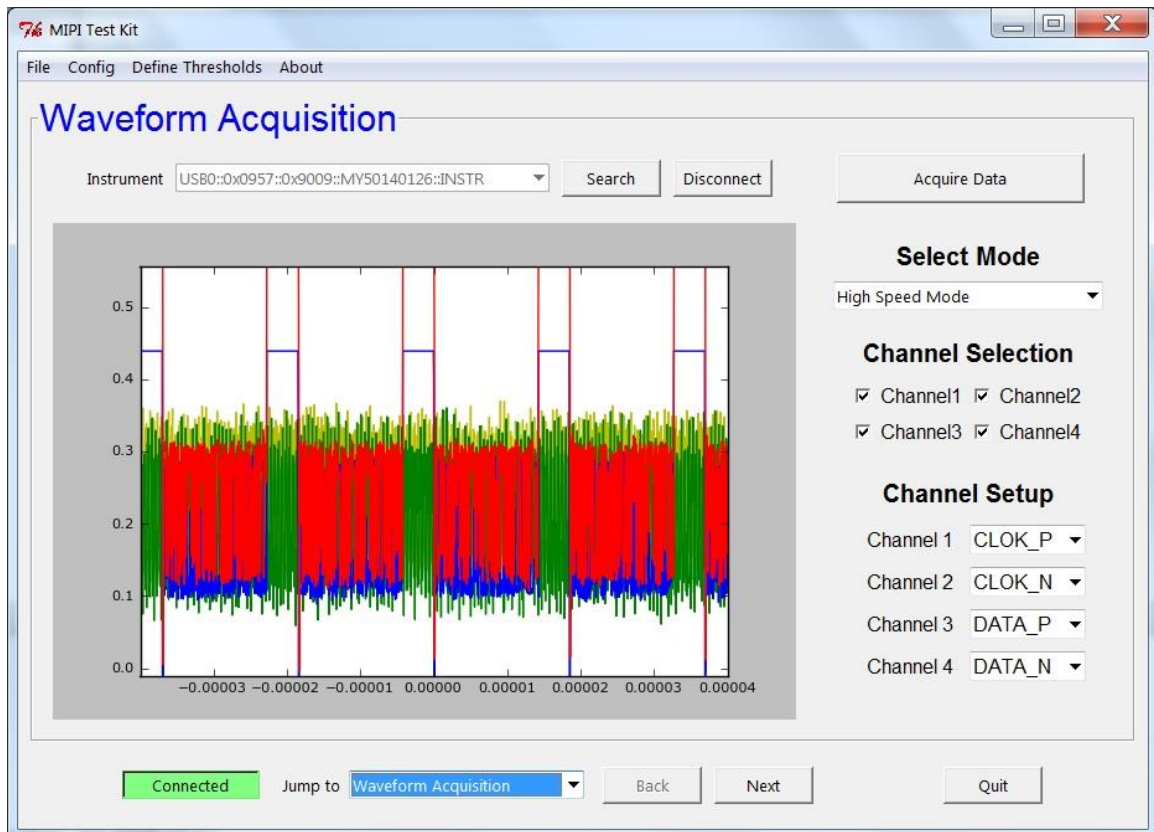 MIPI Test Kit
File Config Define Thresholds About
Waveform Acquisition
Instrument USB0::0x0957::0x9009::MY50140126::INSTR Search Disconnect Acquire Data
Select Mode
High Speed Mode
Channel Selection
Channel1 Channel2
Channel3 Channel4
Channel Setup
Channel 1 CLOK_P
Channel 2 CLOK_N
Channel 3 DATA_P
Channel 4 DATA_N
0.5
0.4
0.3
0.2
0.1
0.0
−0.00003 −0.00002 −0.00001 0.00000 0.00001 0.00002 0.00003 0.00004
Connected Jump to Waveform Acquisition Back Next Quit